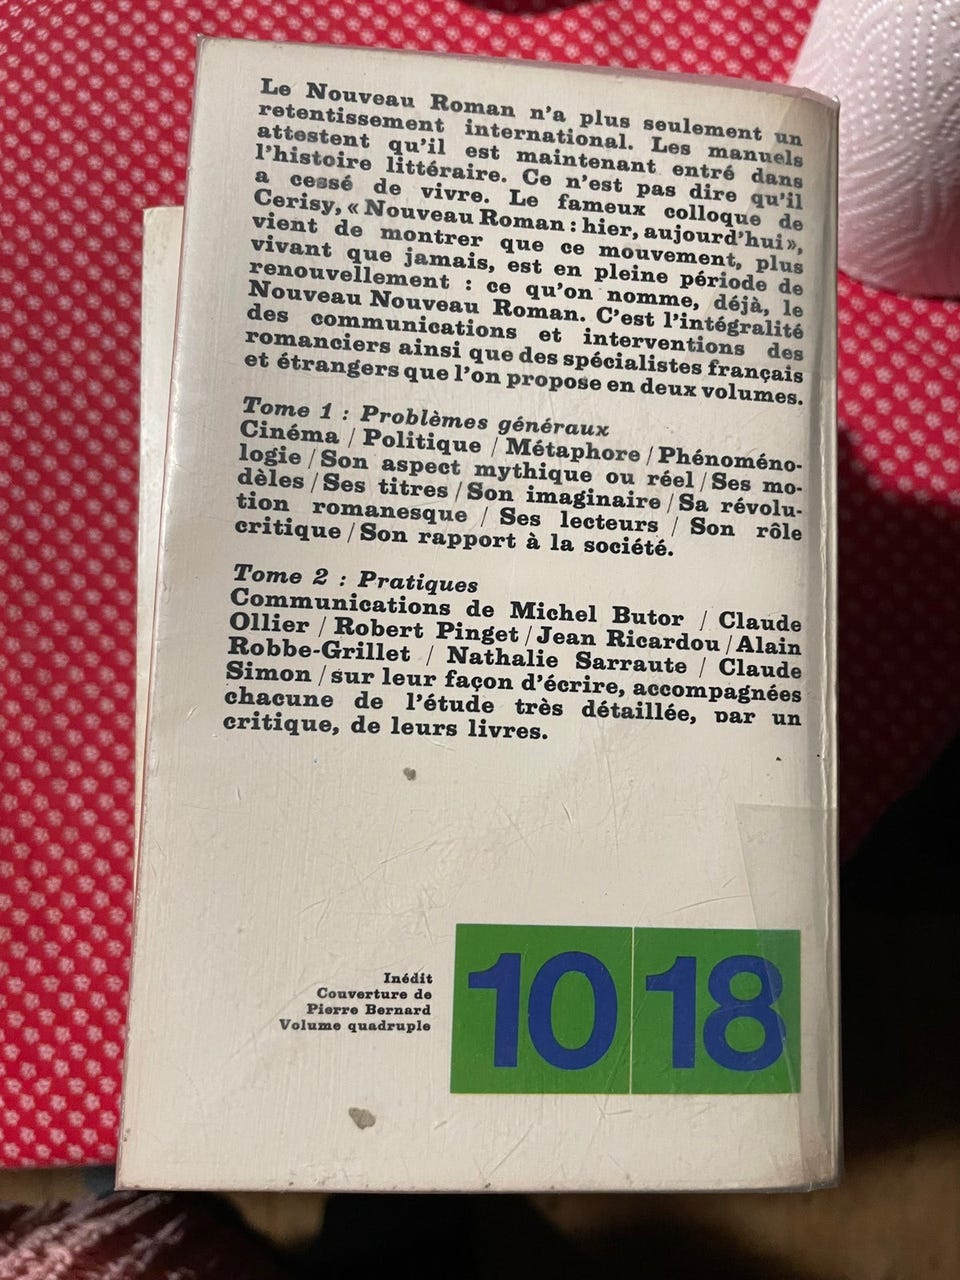 Le Nouveau Roman n'a plus seulement un
retentissement international. Les manuels
attestent qu'il est maintenant entré dans
l'histoire littéraire. Ce n'est pas dire qu'il
a cessé de vivre. Le fameux colloque de
Cerisy, « Nouveau Roman : hier, aujourd'hui »,
vient de montrer que ce mouvement, plus
vivant que jamais, est en pleine période de
renouvellement : ce qu'on nomme, déjà, le
Nouveau Nouveau Roman. C'est l'intégralité
des communications et interventions des
romanciers ainsi que des spécialistes français
et étrangers que l'on propose en deux volumes.
Tome 1 : Problèmes généraux
Cinéma / Politique / Métaphore / Phénoméno-
logie / Son aspect mythique ou réel / Ses mo-
dèles / Ses titres / Son imaginaire / Sa révolu-
tion romanesque / Ses lecteurs / Son rôle
critique / Son rapport à la société.
Tome 2 : Pratiques
Communications de Michel Butor / Claude
Ollier / Robert Pinget / Jean Ricardou / Alain
Robbe-Grillet / Nathalie Sarraute / Claude
Simon / sur leur façon d'écrire, accompagnées
chacune de l'étude très détaillée, par un
critique, de leurs livres.
Inédit
Couverture de
Pierre Bernard
Volume quadruple
10 18